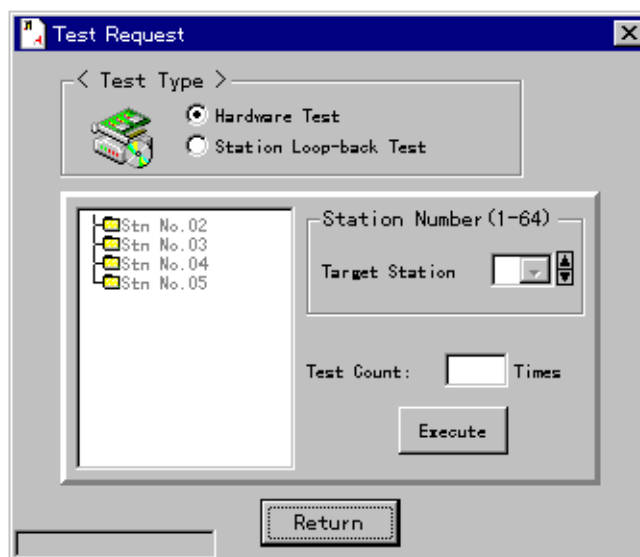 Test Request
< Test Type >
Hardware Test
Station Loop-back Test
Stn No.02
Stn No.03
Stn No.04
Stn No.05
Station Number(1-64)
Target Station
Test Count:
Times
Execute
Return